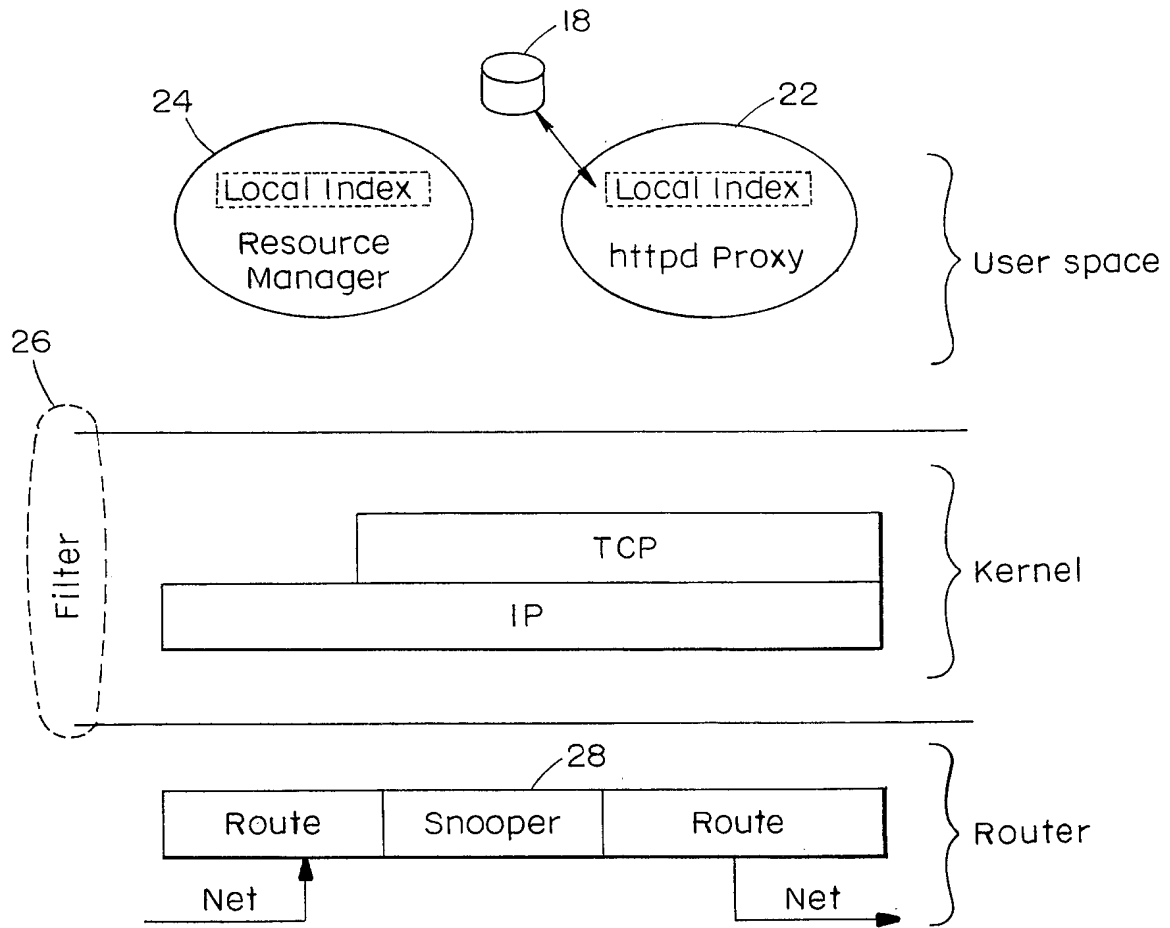 18
24
22
Local Index
Local Index
Resource
Manager
httpd Proxy
User space
26
Filter
TCP
Kernel
IP
28
Route
Snooper
Route
Router
Net
Net